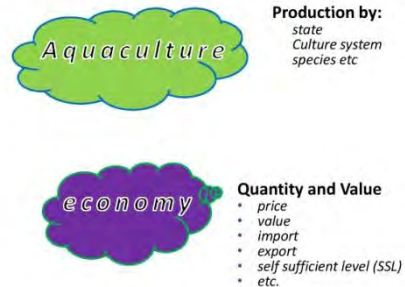 Aquaculture
Production by:
state
Culture system
species etc
economy
Quantity and Value
• price
• value
• import
• export
• self sufficient level (SSL)
• etc.